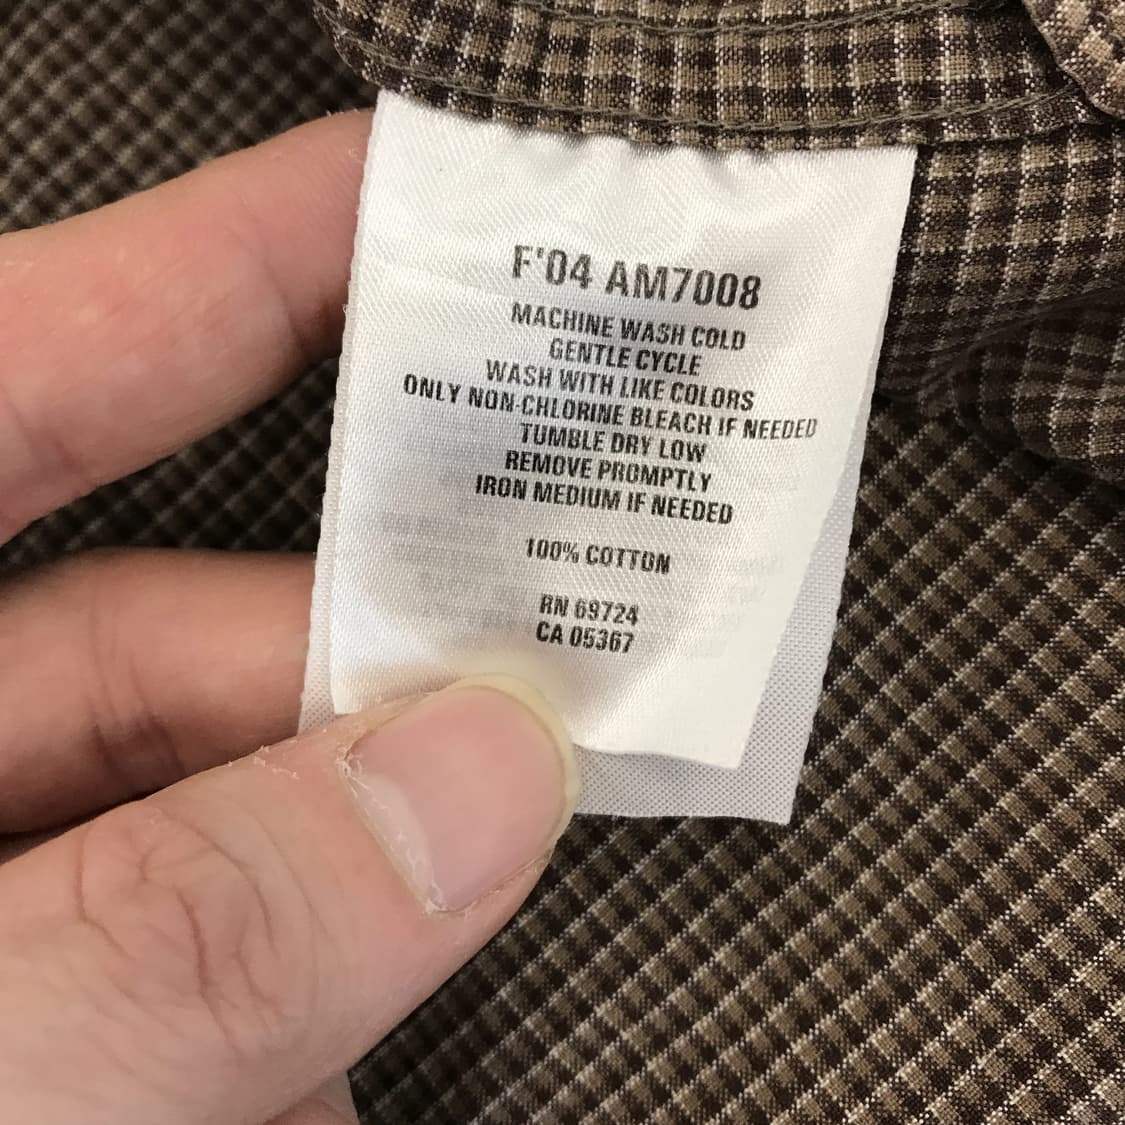 F'04 AM7008
MACHINE WASH COLD
GENTLE CYCLE
WASH WITH LIKE COLORS
ONLY NON-CHLORINE BLEACH IF NEEDED
TUMBLE DRY LOW
REMOVE PROMPTLY
IRON MEDIUM IF NEEDED
100% COTTON
RN 69724
CA 05367